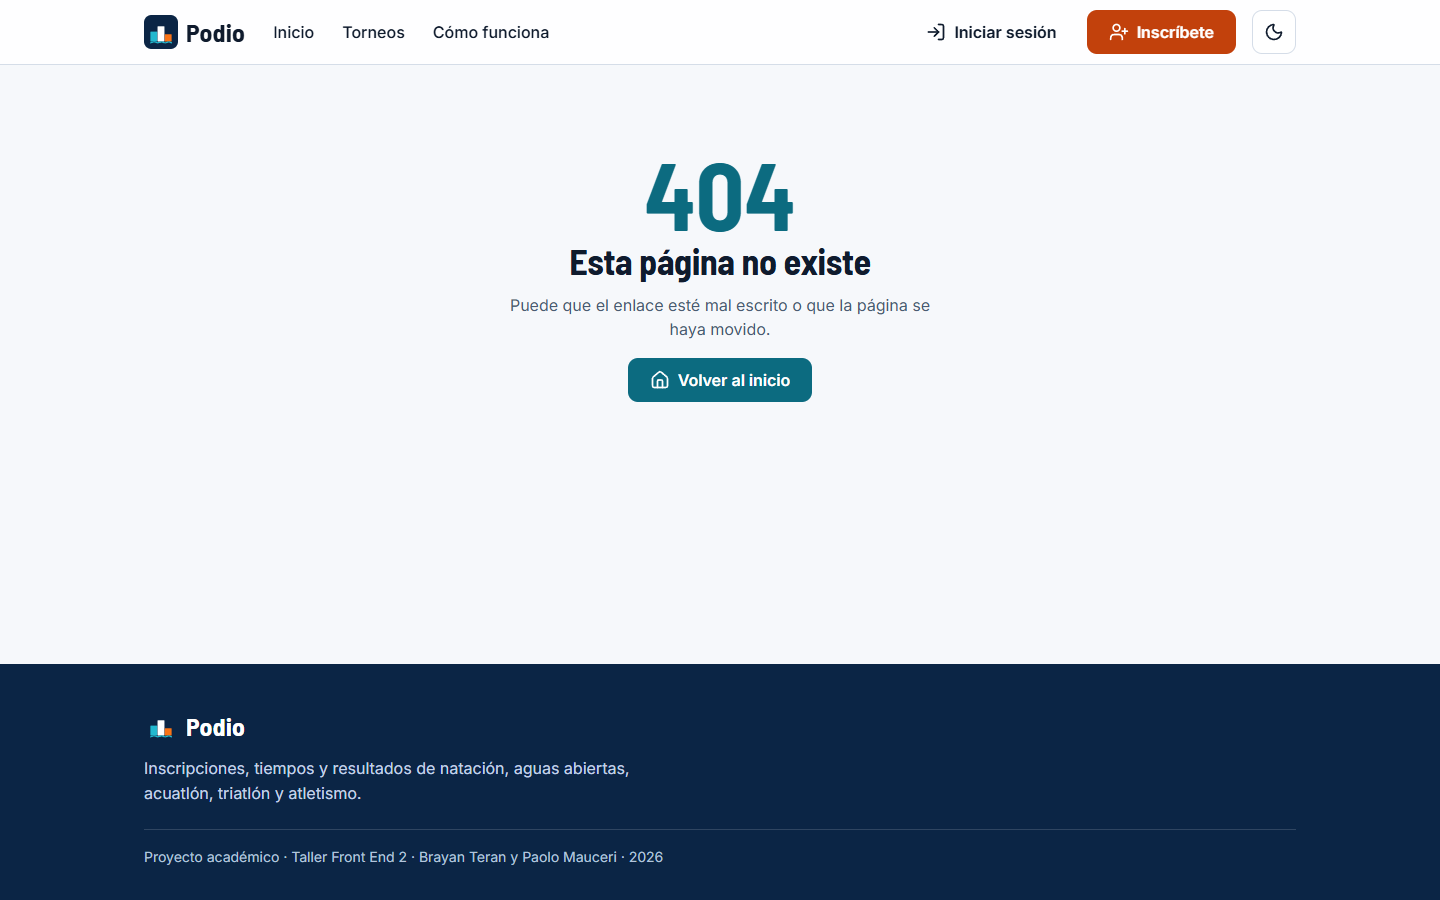 Podio
Inicio
Torneos
Cómo funciona
Iniciar sesión
Inscríbete
404
Esta página no existe
Puede que el enlace esté mal escrito o que la página se
haya movido.
Volver al inicio
Podio
Inscripciones, tiempos y resultados de natación, aguas abiertas,
acuatlón, triatlón y atletismo.
Proyecto académico · Taller Front End 2 · Brayan Teran y Paolo Mauceri · 2026